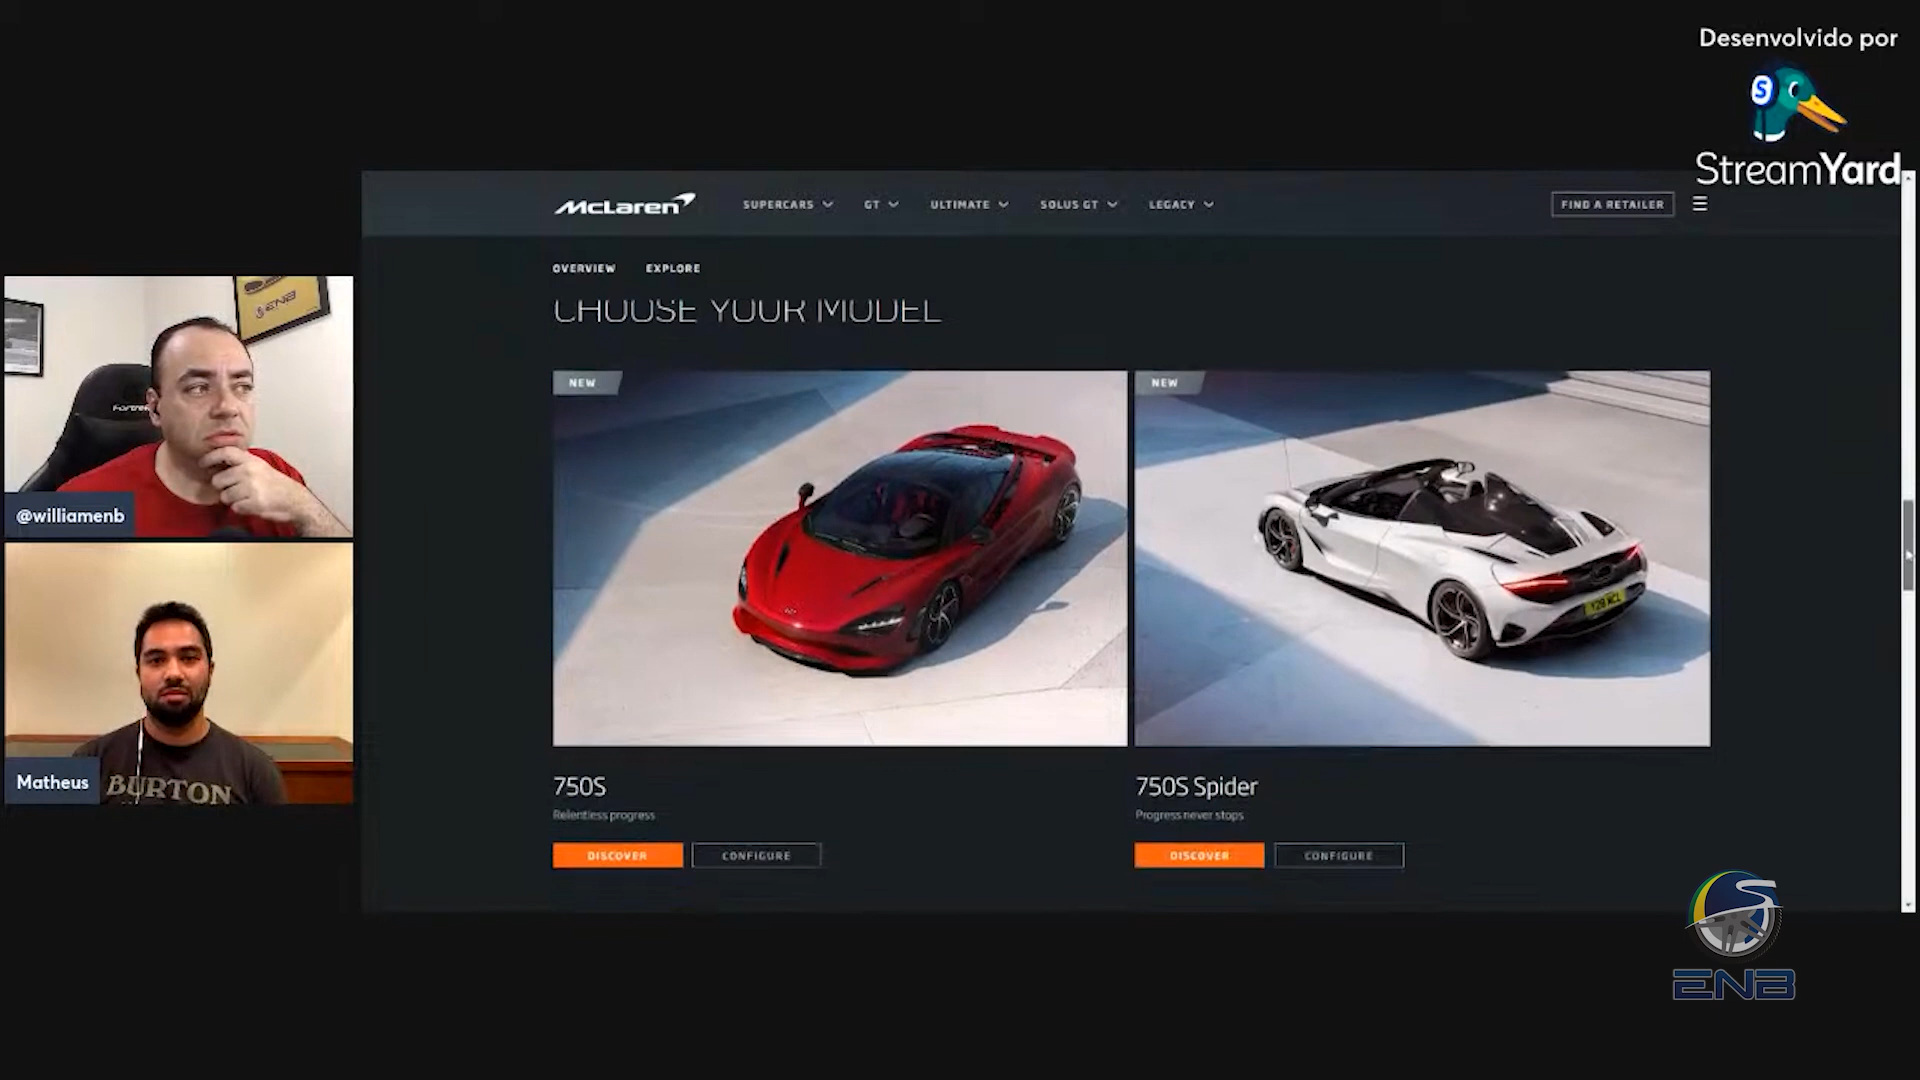 Desenvolvido por
StreamYard
McLaren
SUPERCARS
GT
ULTIMATE
SOLUS GT
LEGACY
FIND A RETAILER
OVERVIEW
EXPLORE
CHOOSE YOUR MODEL
NEW
NEW
ENB
@williamenb
Matheus
BURTON
750S
Relentless progress
DISCOVER
CONFIGURE
750S Spider
Progress never stops
DISCOVER
CONFIGURE
ENB